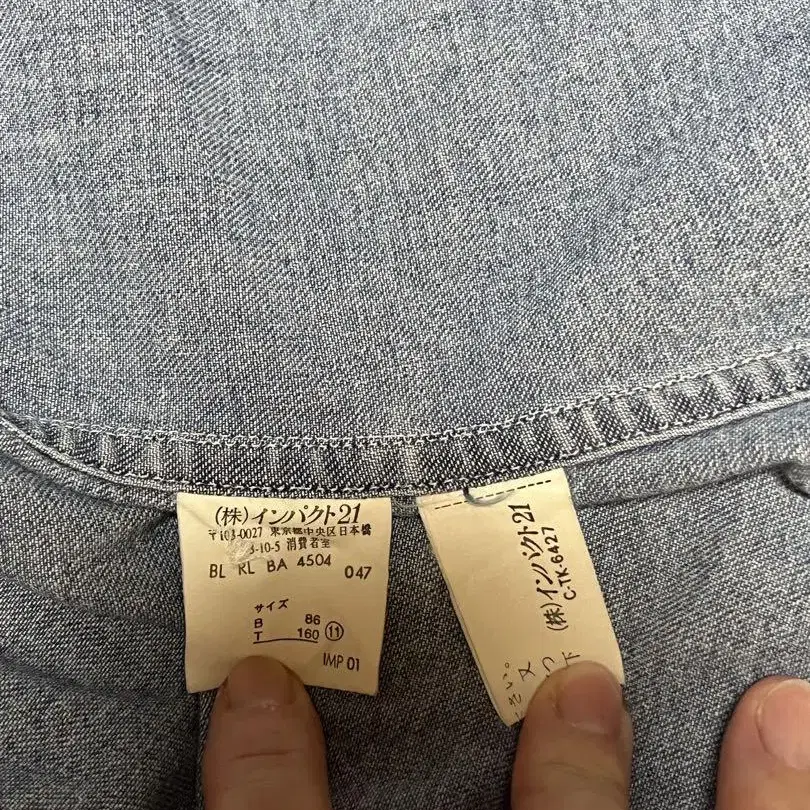 (株)インパクト21
〒103-0027 東京都中央区日本橋
3-10-5 消費者室
BL RL BA 4504
047
サイズ
B 86
T 160 ⑪
IMP 01
(株)インパクト21
C-TK-6427